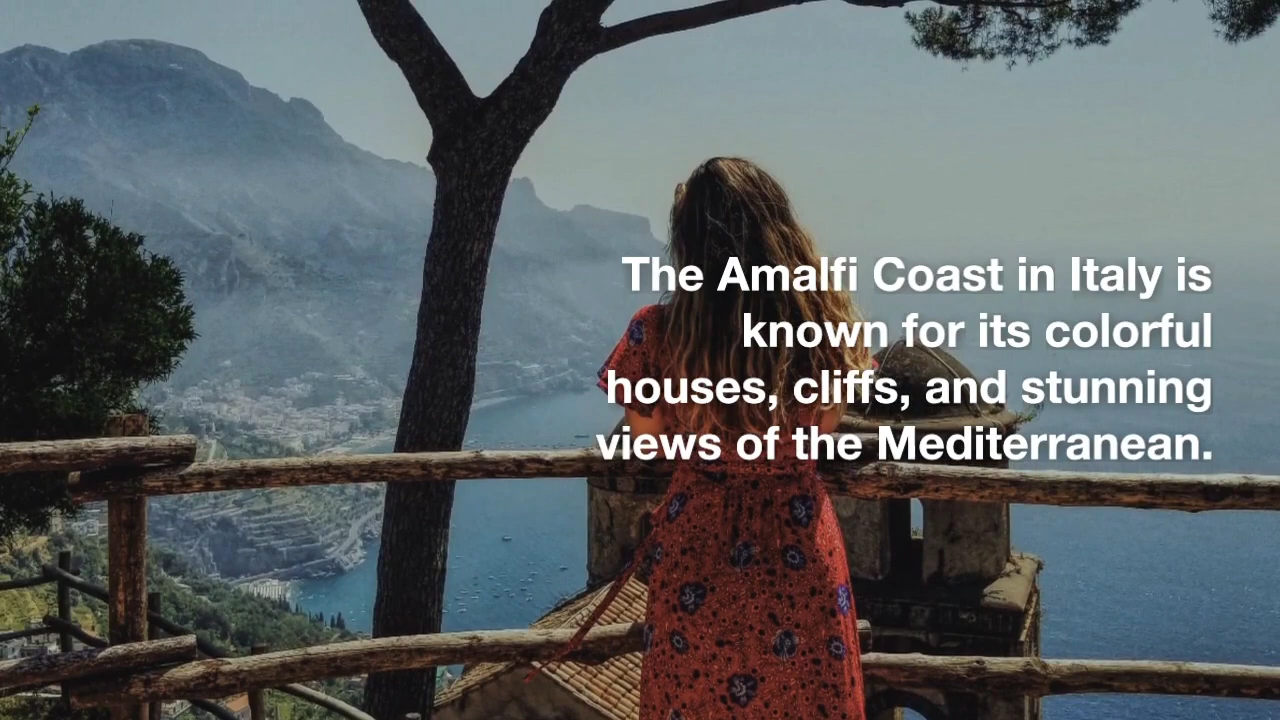 The Amalfi Coast in Italy is
known for its colorful
houses, cliffs, and stunning
views of the Mediterranean.